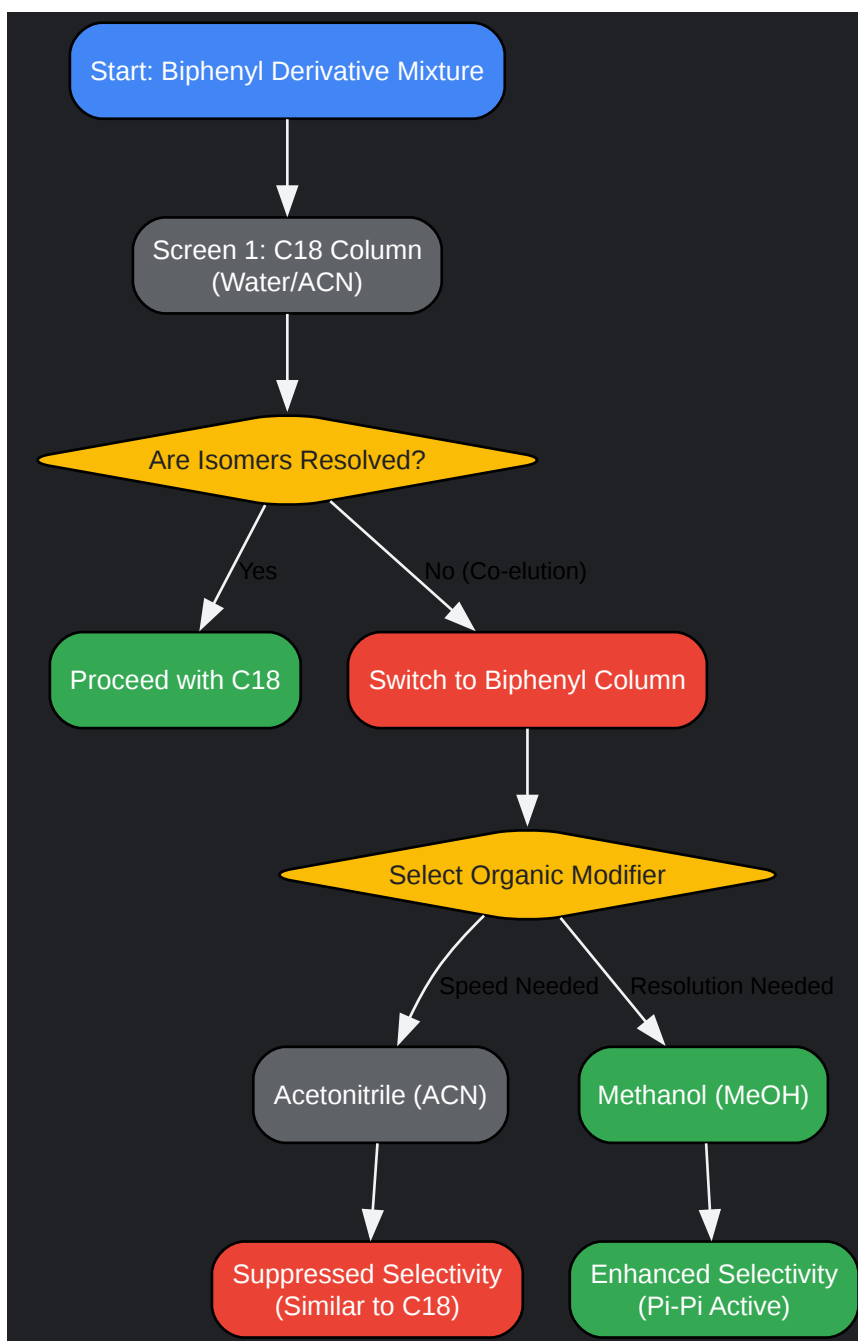 Start: Biphenyl Derivative Mixture
Screen 1: C18 Column
(Water/ACN)
Are Isomers Resolved?
Yes
No (Co-elution)
Proceed with C18
Switch to Biphenyl Column
Select Organic Modifier
Speed Needed
Resolution Needed
Acetonitrile (ACN)
Methanol (MeOH)
Suppressed Selectivity
(Similar to C18)
Enhanced Selectivity
(Pi-Pi Active)